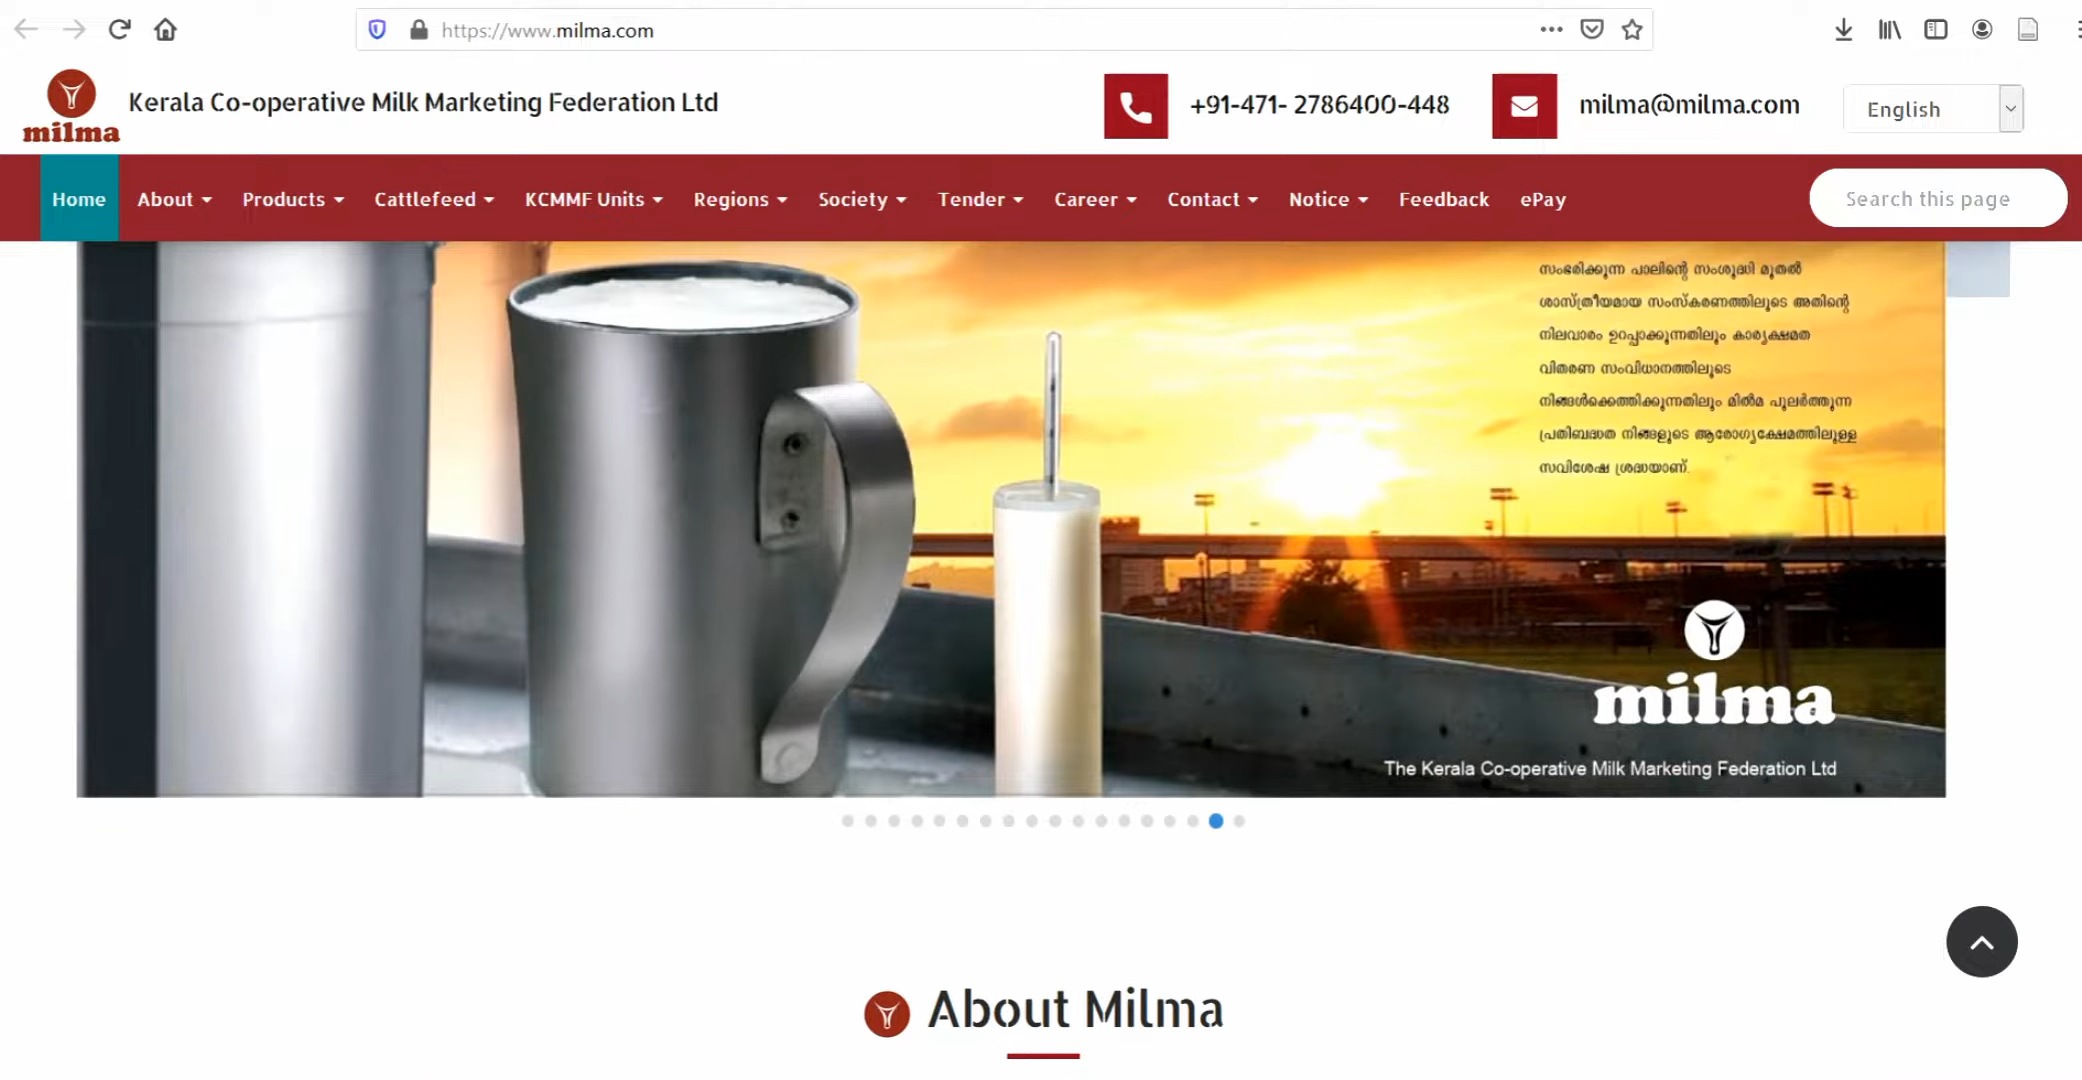 https://www.milma.com
milma
Kerala Co-operative Milk Marketing Federation Ltd
+91-471- 2786400-448
milma@milma.com
English
Home About Products Cattlefeed KCMMF Units Regions Society Tender Career Contact Notice Feedback ePay
Search this page
സംഭരിക്കുന്ന പാലിന്റെ സംശുദ്ധി മുതൽ
ശാസ്ത്രീയമായ സംസ്കരണത്തിലൂടെ അതിന്റെ
നിലവാരം ഉറപ്പാക്കുന്നതിലും കാര്യക്ഷമത
വിതരണ സംവിധാനത്തിലൂടെ
നിങ്ങൾക്കെത്തിക്കുന്നതിലും മിൽമ പുലർത്തുന്ന
പ്രതിബദ്ധത നിങ്ങളുടെ ആരോഗ്യക്ഷേമത്തിലുള്ള
സവിശേഷ ശ്രദ്ധയാണ്.
milma
The Kerala Co-operative Milk Marketing Federation Ltd
About Milma